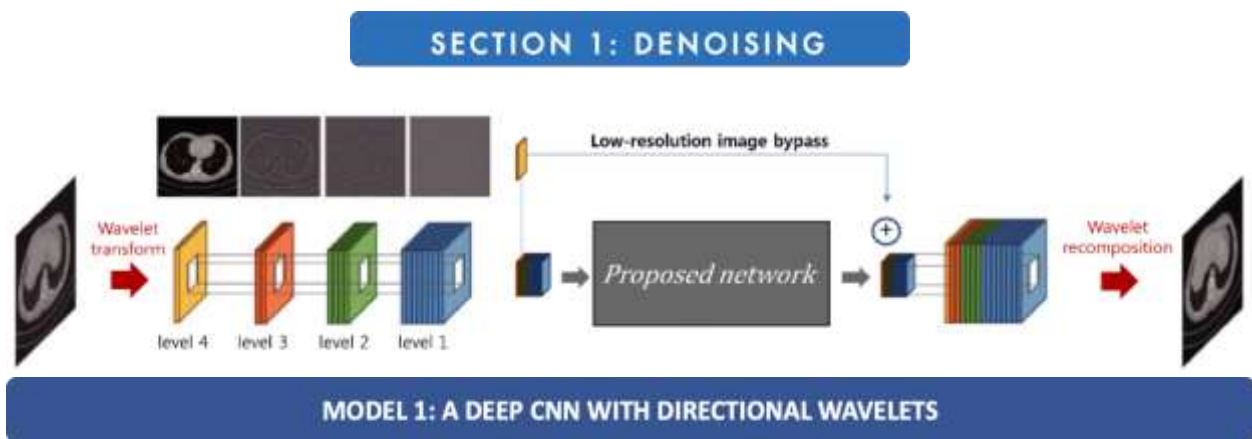 SECTION 1: DENOISING
Low-resolution image bypass
Wavelet
transform
level 4
level 3
level 2
level 1
Proposed network
+
Wavelet
recomposition
MODEL 1: A DEEP CNN WITH DIRECTIONAL WAVELETS